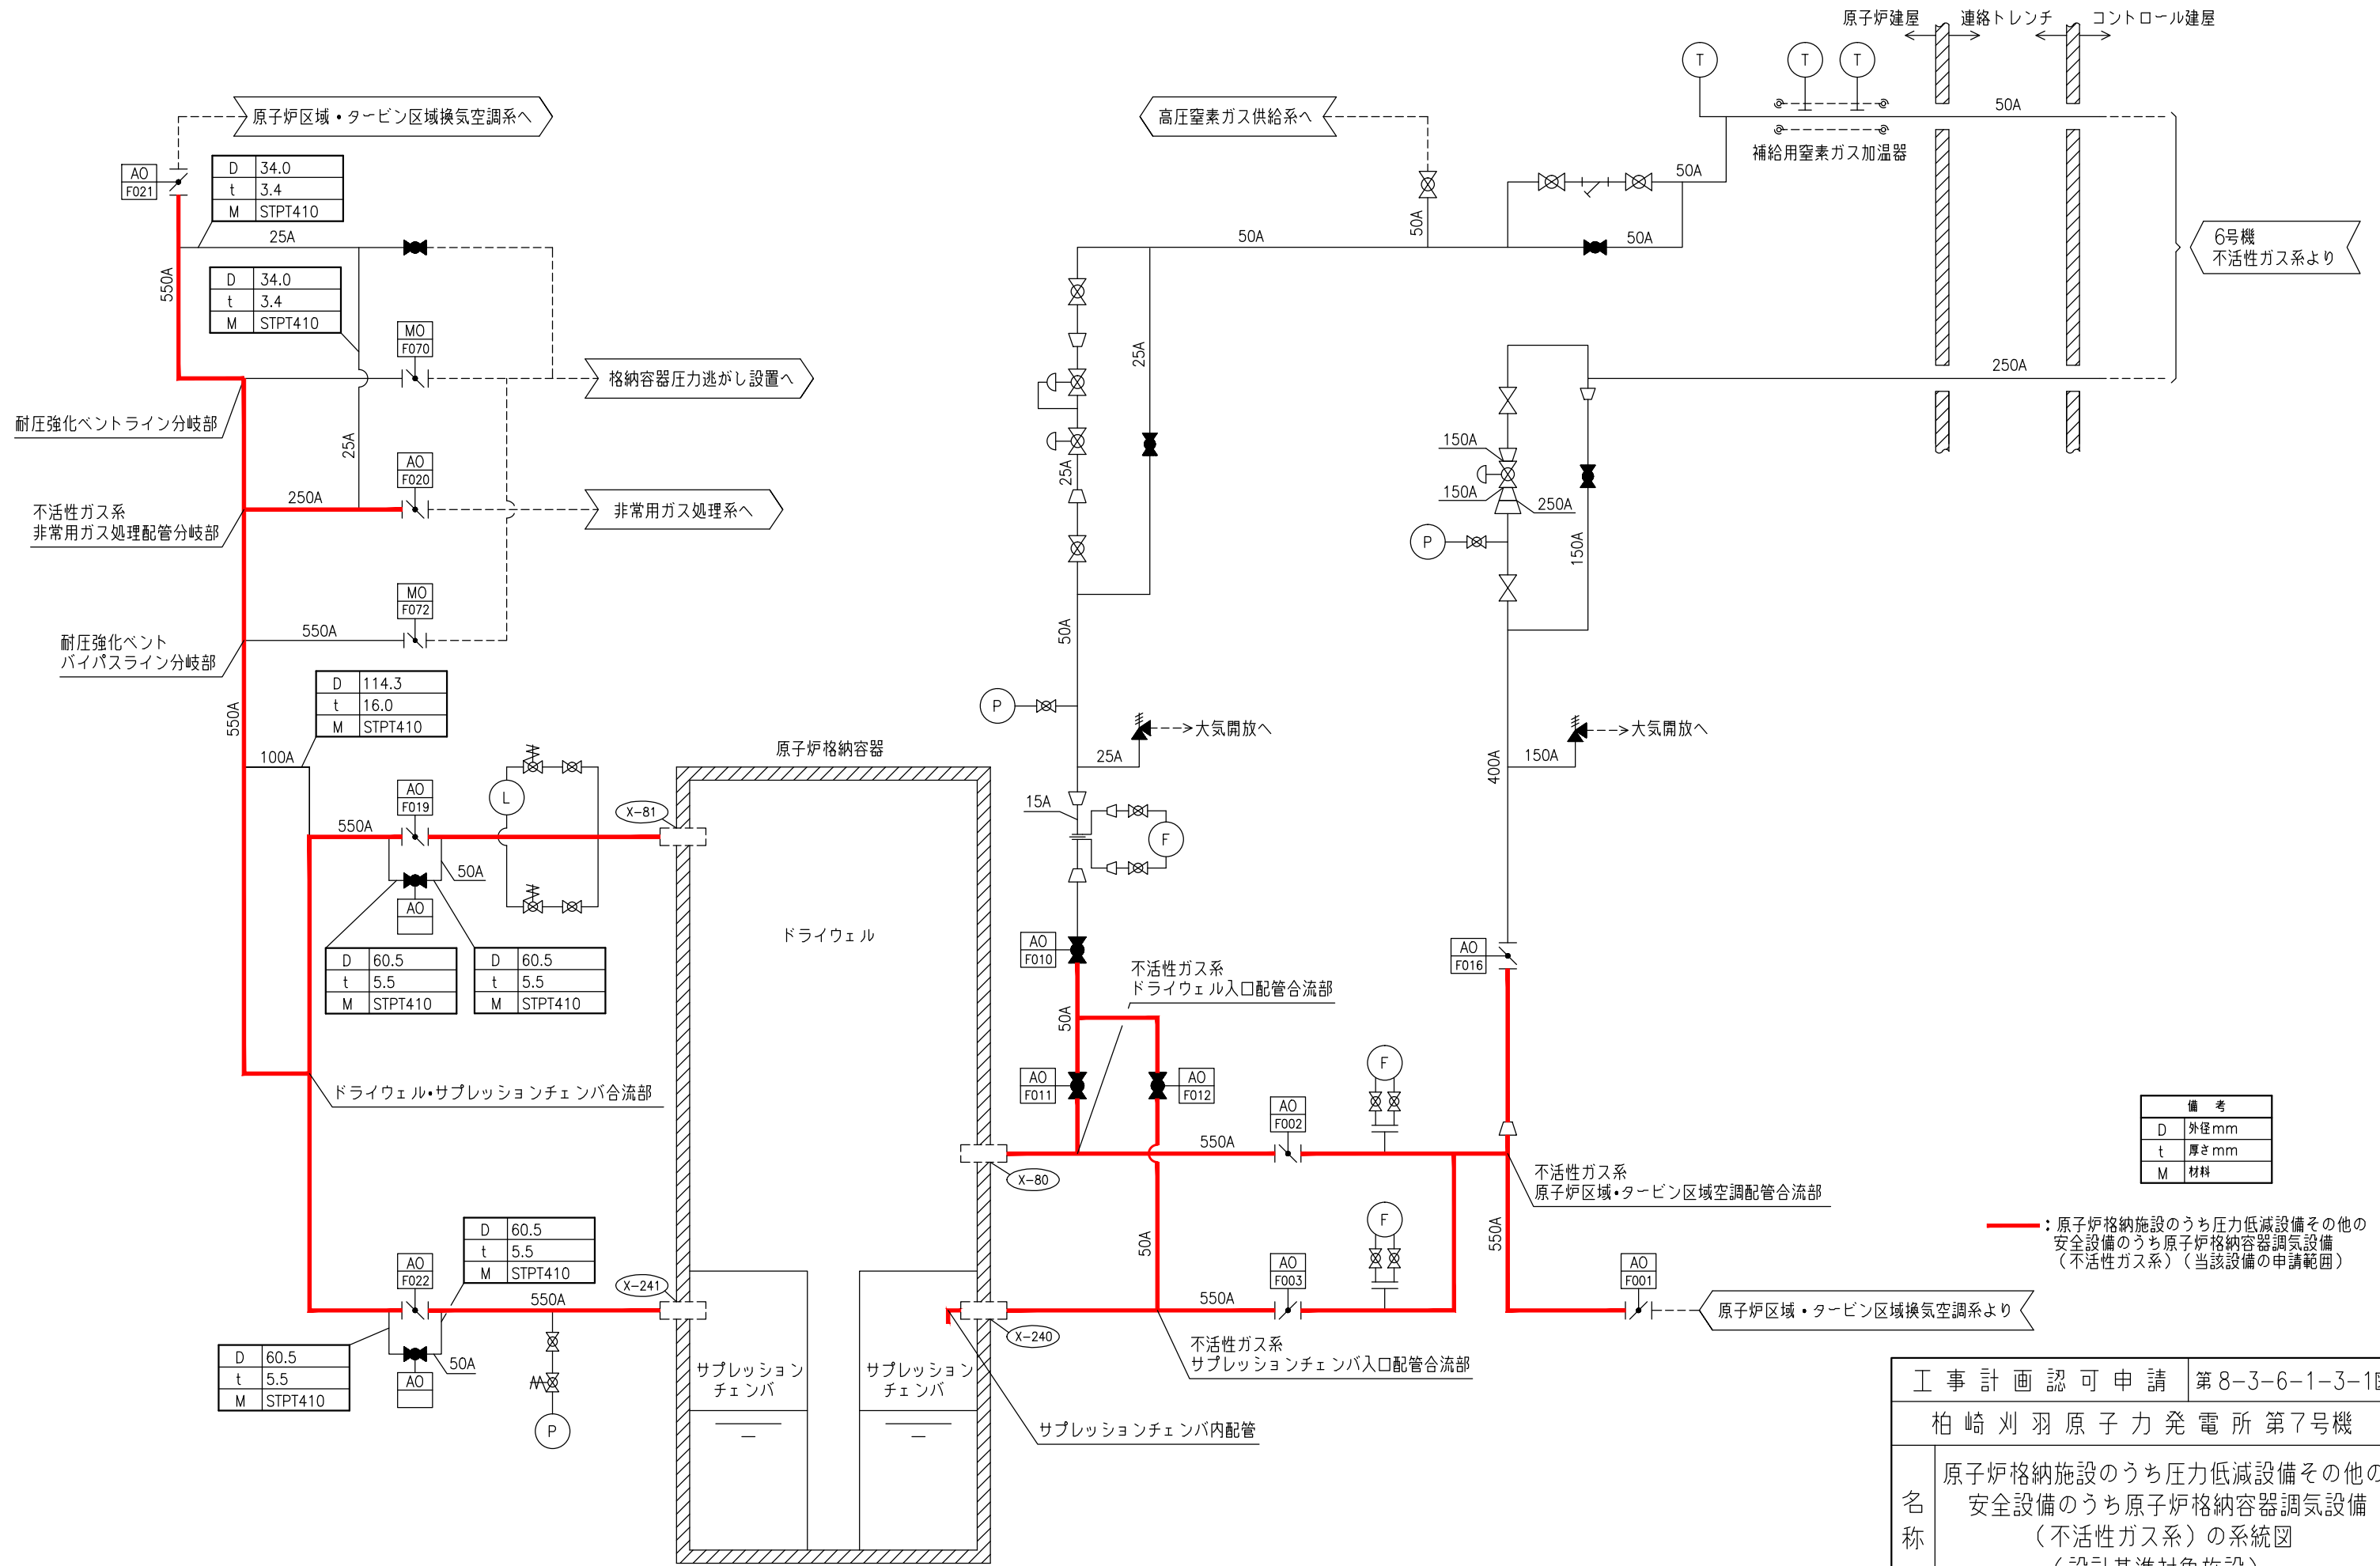 原子炉建屋
連絡トレンチ
コントロール建屋
T
T
T
50A
補給用窒素ガス加温器
高圧窒素ガス供給系へ
50A
50A
50A
50A
6号機
不活性ガス系より
250A
原子炉区域・タービン区域換気空調系へ
AO
F021
D 34.0
t 3.4
M STPT410
25A
550A
D 34.0
t 3.4
M STPT410
MO
F070
格納容器圧力逃がし設置へ
耐圧強化ベントライン分岐部
25A
AO
F020
250A
非常用ガス処理系へ
不活性ガス系
非常用ガス処理配管分岐部
MO
F072
550A
耐圧強化ベント
バイパスライン分岐部
550A
D 114.3
t 16.0
M STPT410
100A
L
AO
F019
550A
50A
AO
D 60.5
t 5.5
M STPT410
D 60.5
t 5.5
M STPT410
ドライウェル・サプレッションチェンバ合流部
AO
F022
D 60.5
t 5.5
M STPT410
550A
50A
AO
D 60.5
t 5.5
M STPT410
P
原子炉格納容器
X-81
ドライウェル
X-241
サプレッション
チェンバ
サプレッション
チェンバ
X-80
X-240
25A
25A
50A
P
25A
大気開放へ
15A
F
AO
F010
50A
不活性ガス系
ドライウェル入口配管合流部
AO
F011
AO
F012
550A
AO
F002
F
50A
550A
AO
F003
F
不活性ガス系
サプレッションチェンバ入口配管合流部
サプレッションチェンバ内配管
150A
150A
250A
P
150A
400A
150A
大気開放へ
AO
F016
不活性ガス系
原子炉区域・タービン区域空調配管合流部
550A
AO
F001
原子炉区域・タービン区域換気空調系より
備 考
D 外径mm
t 厚さmm
M 材料
：原子炉格納施設のうち圧力低減設備その他の
安全設備のうち原子炉格納容器調気設備
（不活性ガス系）（当該設備の申請範囲）
工事計画認可申請 第8-3-6-1-3-1図
柏崎刈羽原子力発電所第7号機
名称
原子炉格納施設のうち圧力低減設備その他の
安全設備のうち原子炉格納容器調気設備
（不活性ガス系）の系統図
（設計基準対象施設）